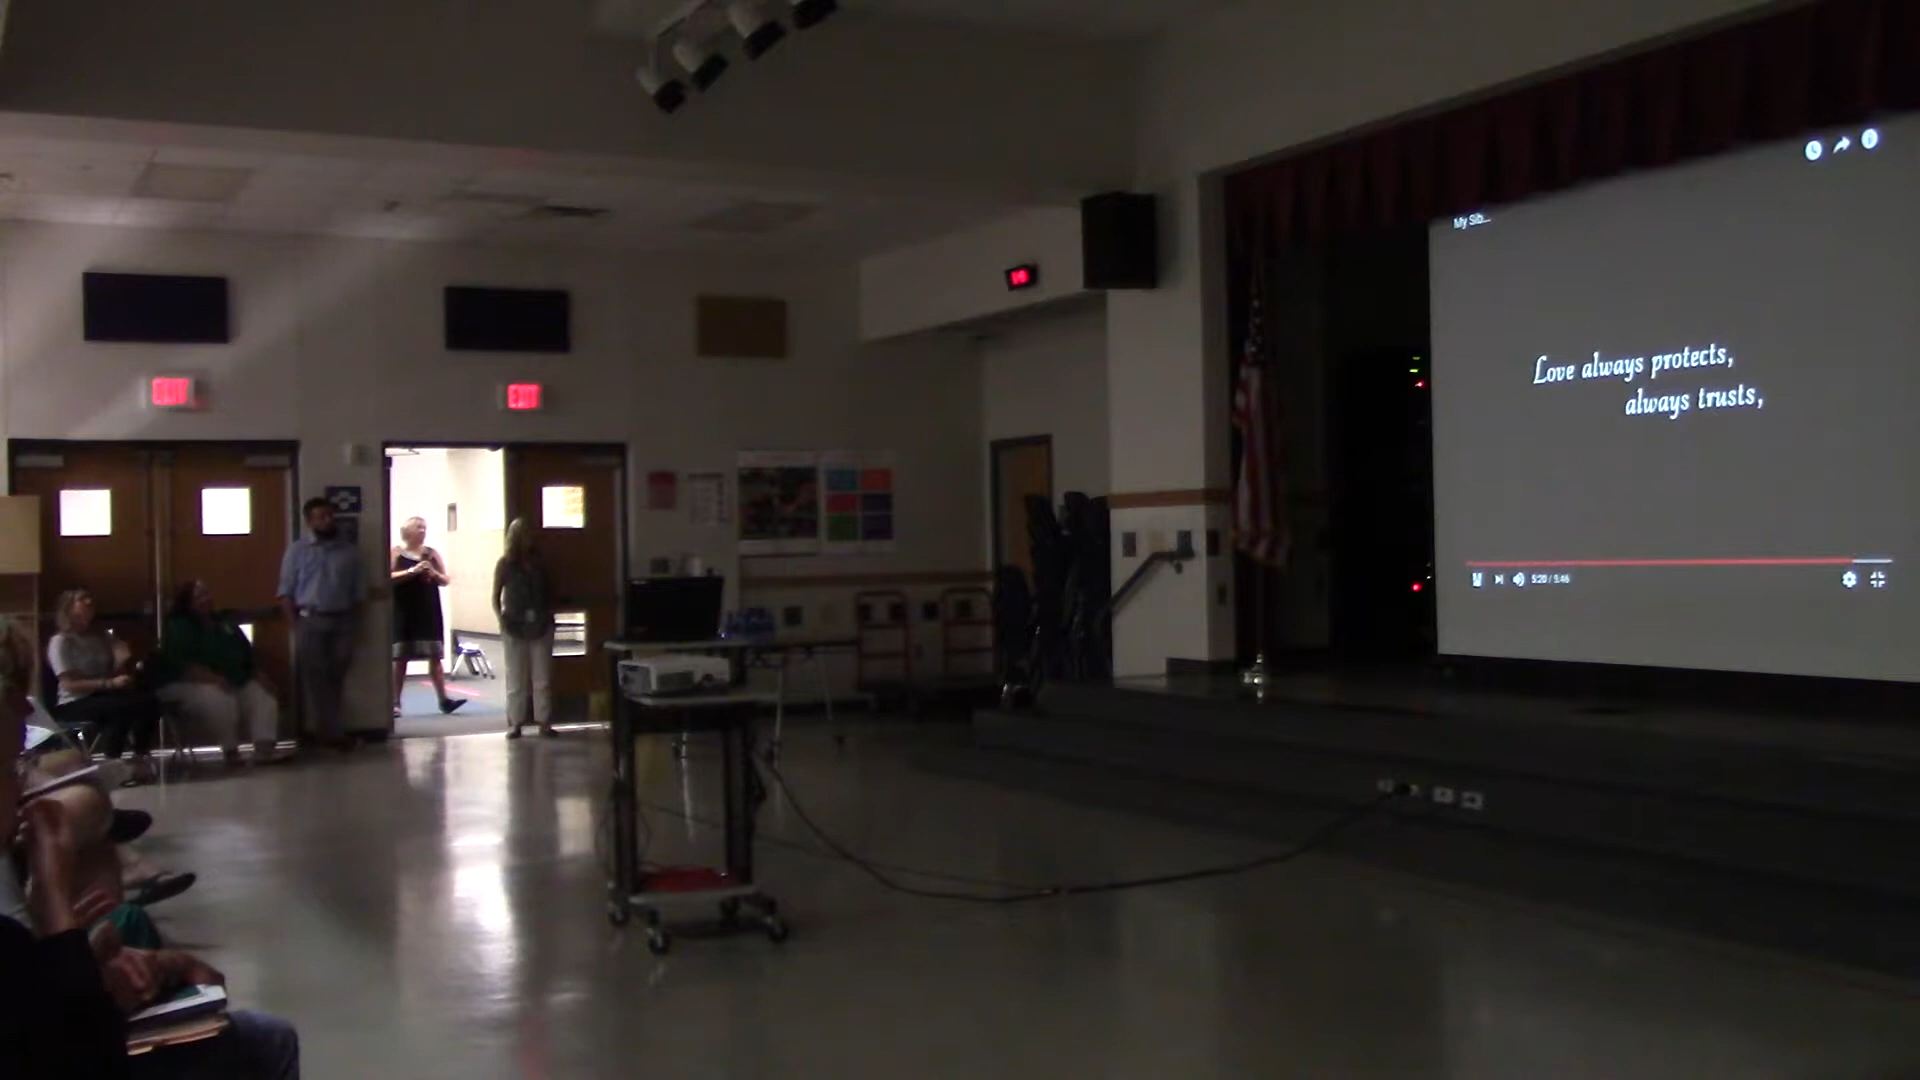 My Sib...
Love always protects,
always trusts,
5:20 / 5:46
EXIT
EXIT